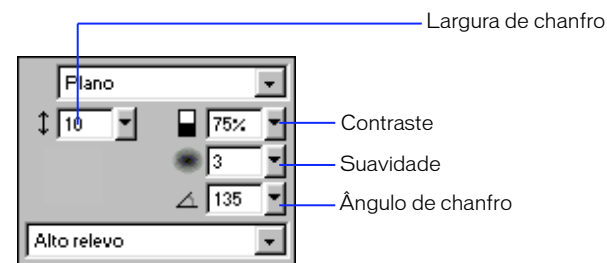 Largura de chanfro
Plano
10
75%
Contraste
3
Suavidade
135
Ângulo de chanfro
Alto relevo